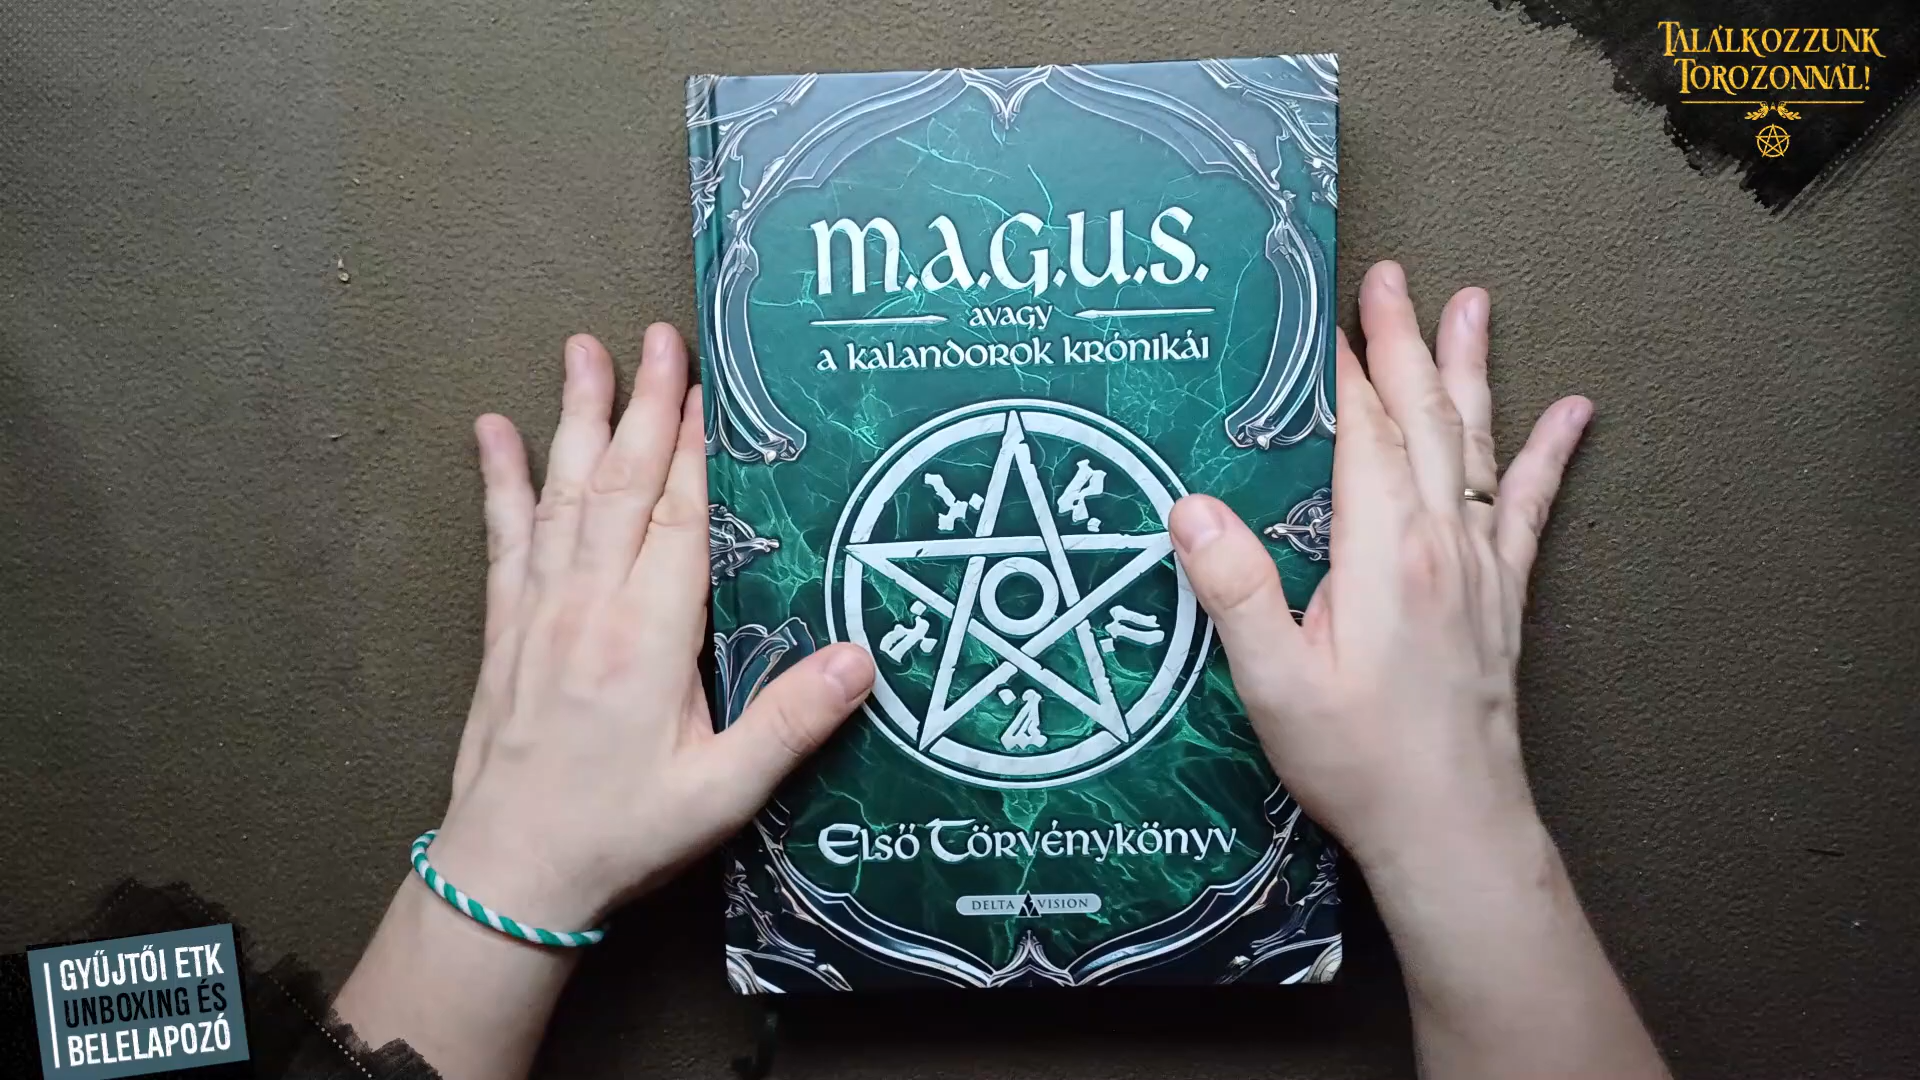 TALÁLKOZZUNK
TOROZONNÁL!
M.A.G.U.S.
AVAGY
A KALANDOROK KRÓNIKÁI
Első Törvénykönyv
DELTA VISION
GYŰJTŐI ETK
UNBOXING ÉS
BELELAPOZÓ